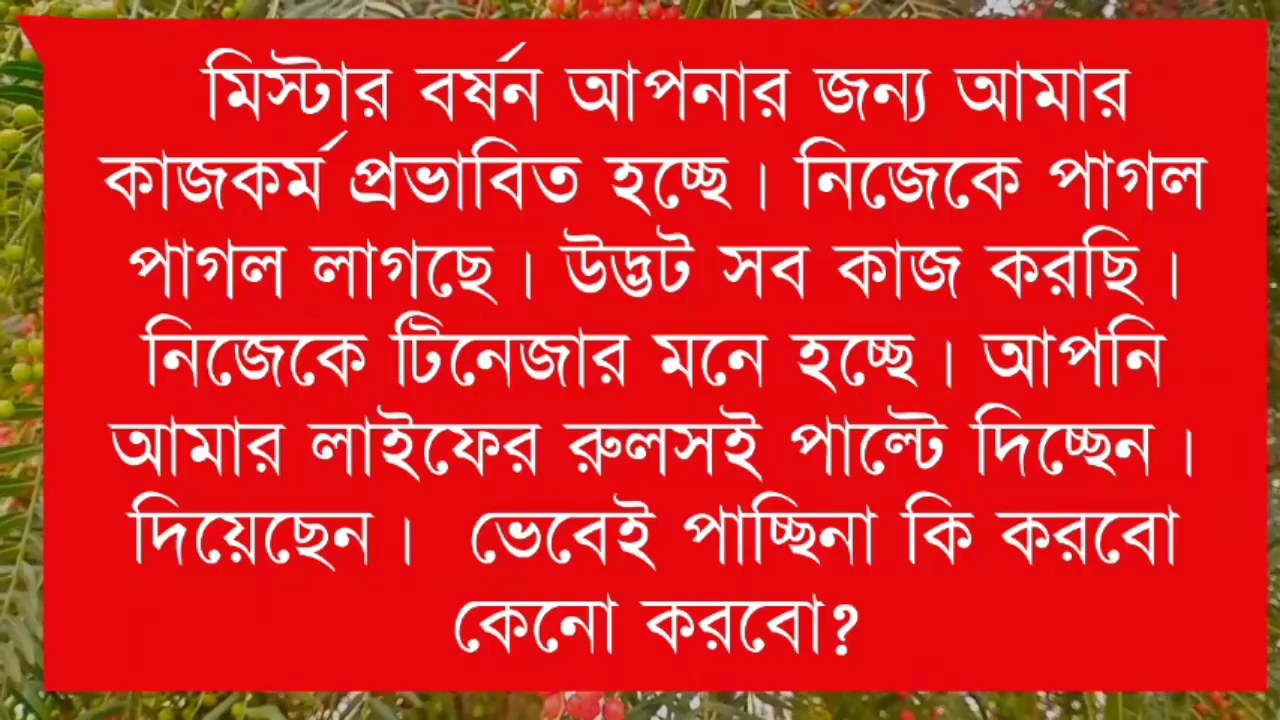 মিস্টার বর্ষন আপনার জন্য আমার
কাজকর্ম প্রভাবিত হচ্ছে। নিজেকে পাগল
পাগল লাগছে। উদ্ভট সব কাজ করছি।
নিজেকে টিনেজার মনে হচ্ছে। আপনি
আমার লাইফের রুলসই পাল্টে দিচ্ছেন।
দিয়েছেন। ভেবেই পাচ্ছিনা কি করবো
কেনো করবো?